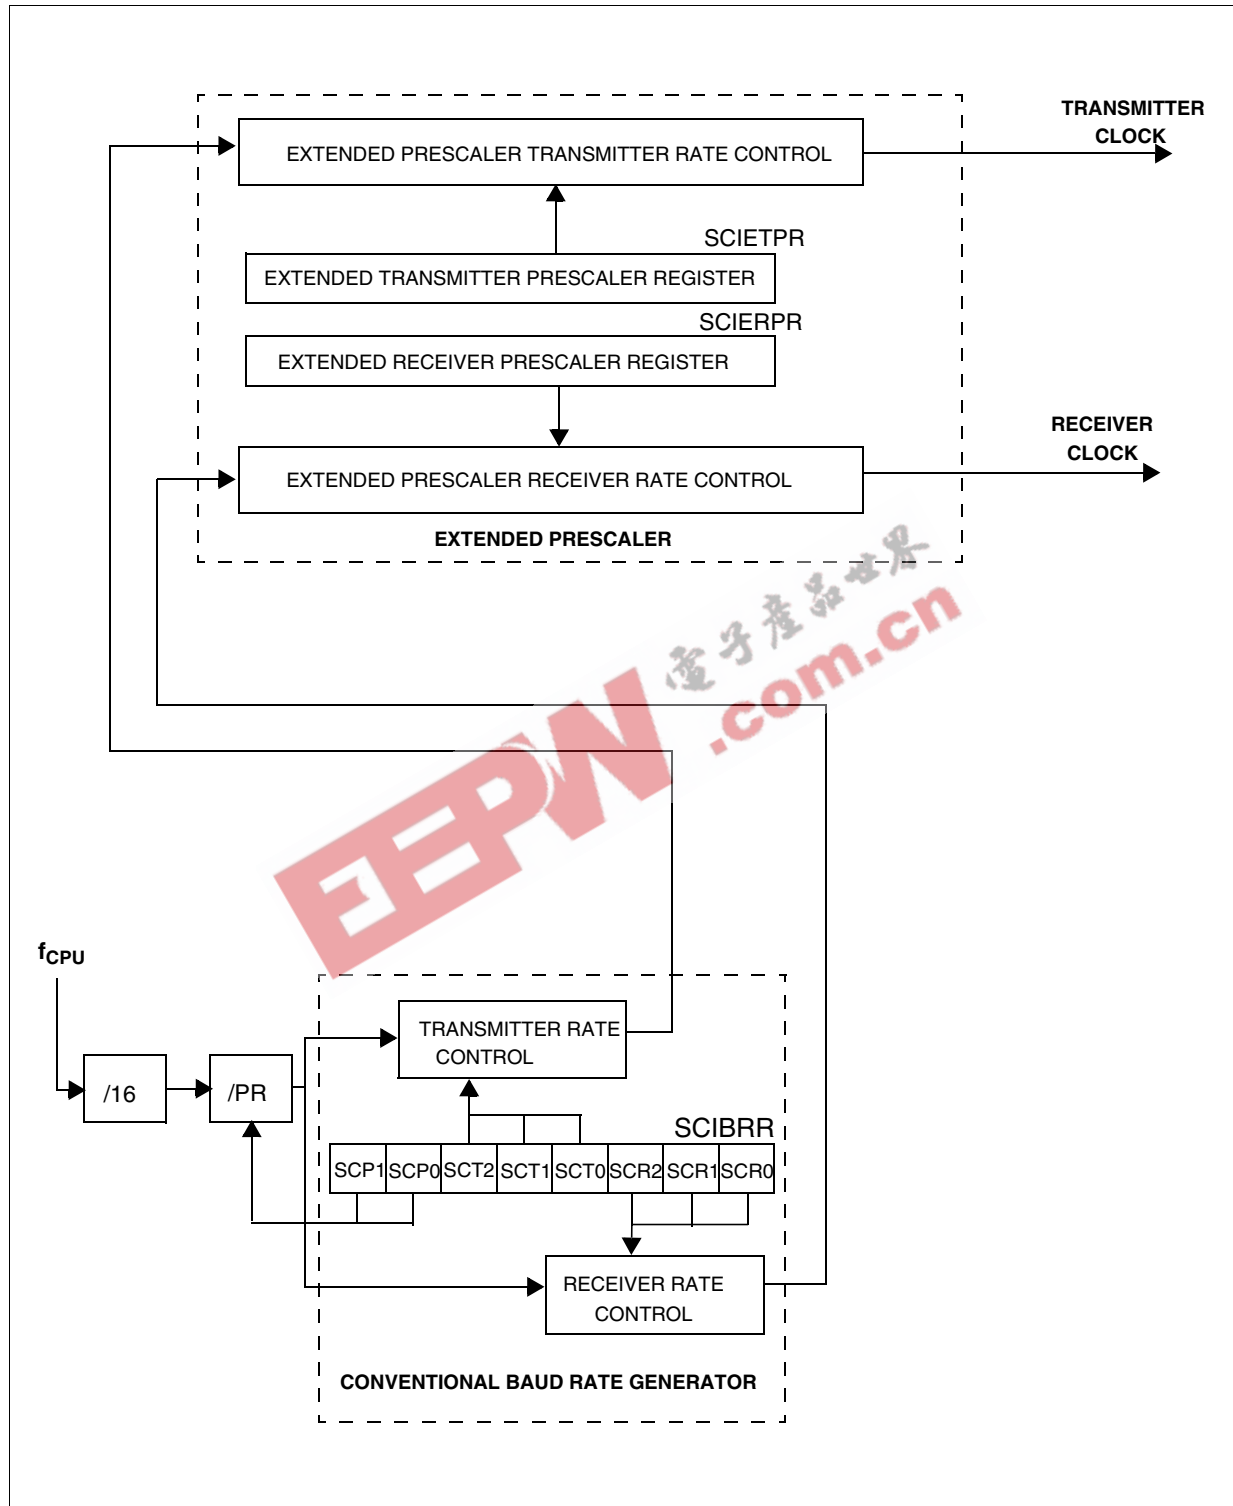 TRANSMITTER
CLOCK
EXTENDED PRESCALER TRANSMITTER RATE CONTROL
SCIETPR
EXTENDED TRANSMITTER PRESCALER REGISTER
SCIERPR
EXTENDED RECEIVER PRESCALER REGISTER
RECEIVER
CLOCK
EXTENDED PRESCALER RECEIVER RATE CONTROL
EXTENDED PRESCALER
電子產品世界
EEPW.com.cn
fCPU
TRANSMITTER RATE
CONTROL
/16
/PR
SCIBRR
SCP1 SCP0 SCT2 SCT1 SCT0 SCR2 SCR1 SCR0
RECEIVER RATE
CONTROL
CONVENTIONAL BAUD RATE GENERATOR